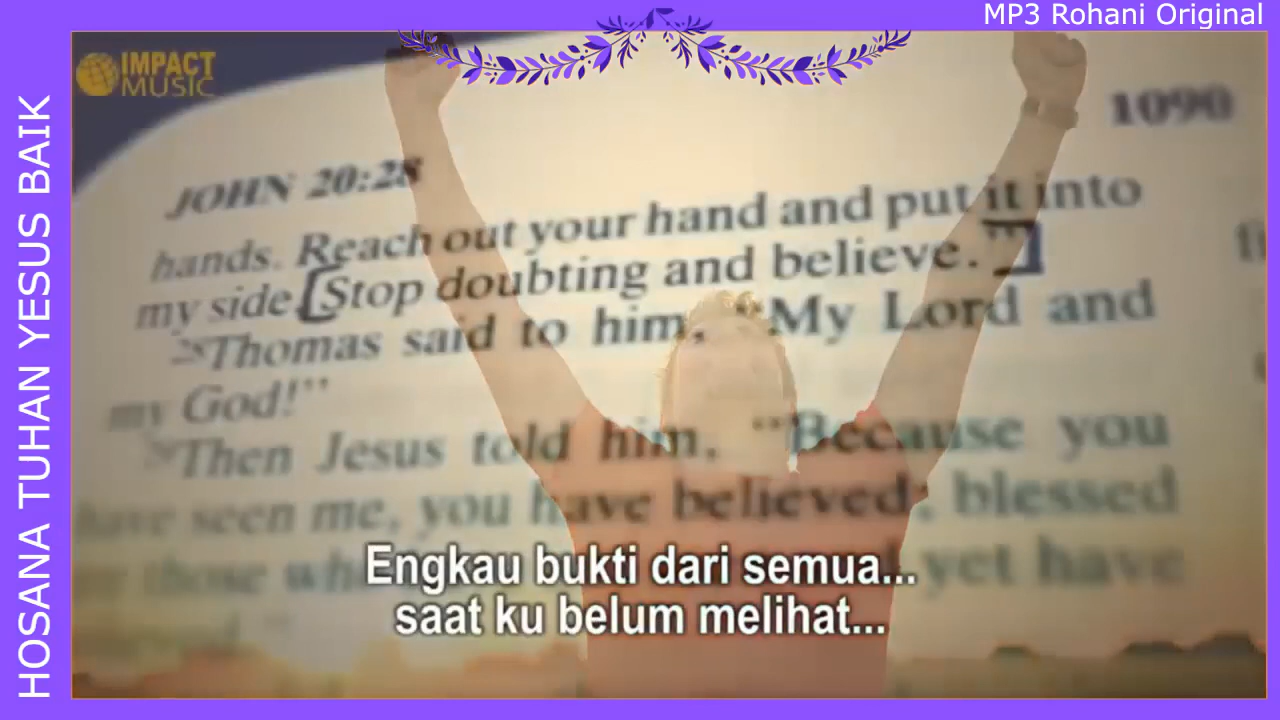 MP3 Rohani Original
HOSANA TUHAN YESUS BAIK
IMPACT
MUSIC
1090
JOHN 20:28
hands. Reach out your hand and put it into
my side. Stop doubting and believe."
Thomas said to him, "My Lord and
my God!"
Then Jesus told him, "Because you
have seen me, you have believed; blessed
those yet have
Engkau bukti dari semua...
saat ku belum melihat...